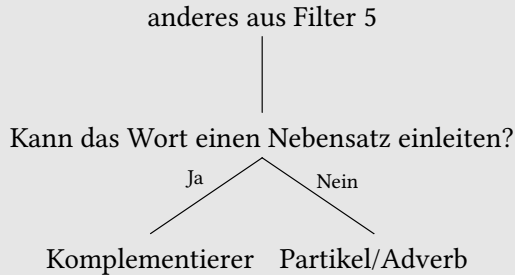 anderes aus Filter 5
Kann das Wort einen Nebensatz einleiten?
Ja
Nein
Komplementierer
Partikel/Adverb